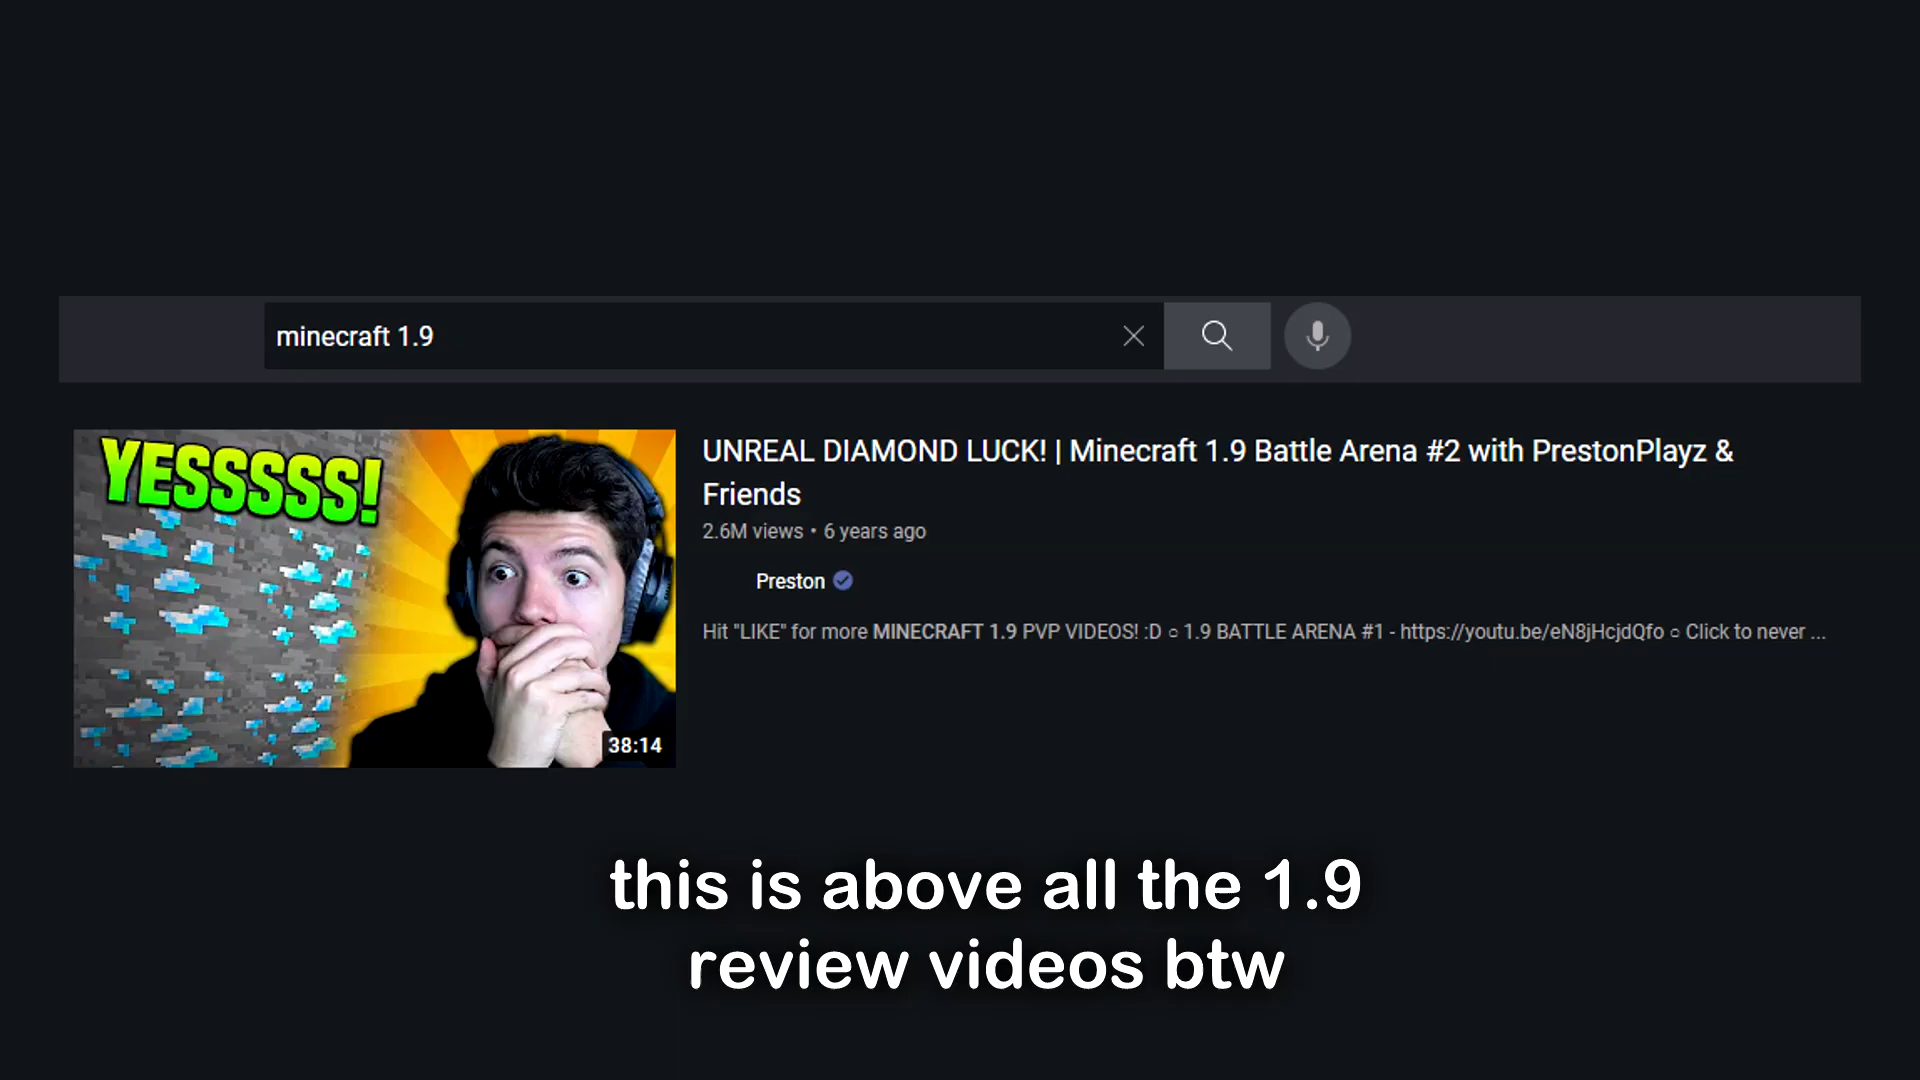 minecraft 1.9
YESSSSS!
38:14
UNREAL DIAMOND LUCK! | Minecraft 1.9 Battle Arena #2 with PrestonPlayz &
Friends
2.6M views • 6 years ago
Preston
Hit "LIKE" for more MINECRAFT 1.9 PVP VIDEOS! :D ○ 1.9 BATTLE ARENA #1 - https://youtu.be/eN8jHcjdQfo ○ Click to never ...
this is above all the 1.9
review videos btw